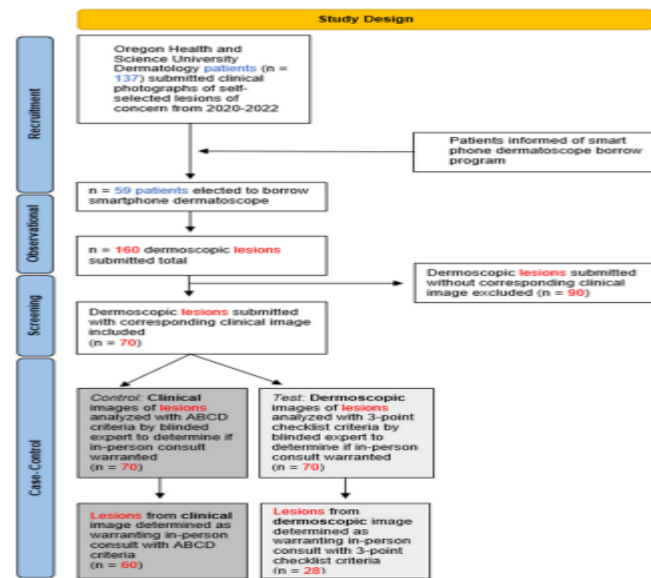 Study Design
Recruitment
Oregon Health and
Science University
Dermatology patients (n =
137) submitted clinical
photographs of self-
selected lesions of
concern from 2020-2022
Patients informed of smart
phone dermatoscope borrow
program
n = 59 patients elected to borrow
smartphone dermatoscope
Observational
n = 160 dermoscopic lesions
submitted total
Screening
Dermoscopic lesions submitted
without corresponding clinical
image excluded (n = 90)
Dermoscopic lesions submitted
with corresponding clinical image
included
(n = 70)
Case-Control
Control: Clinical
images of lesions
analyzed with ABCD
criteria by blinded
expert to determine if
in-person consult
warranted
(n = 70)
Test: Dermoscopic
images of lesions
analyzed with 3-point
checklist criteria by
blinded expert to
determine if in-person
consult warranted
(n = 70)
Lesions from clinical
image determined as
warranting in-person
consult with ABCD
criteria
(n = 60)
Lesions from
dermoscopic image
determined as
warranting in-person
consult with 3-point
checklist criteria
(n = 28)